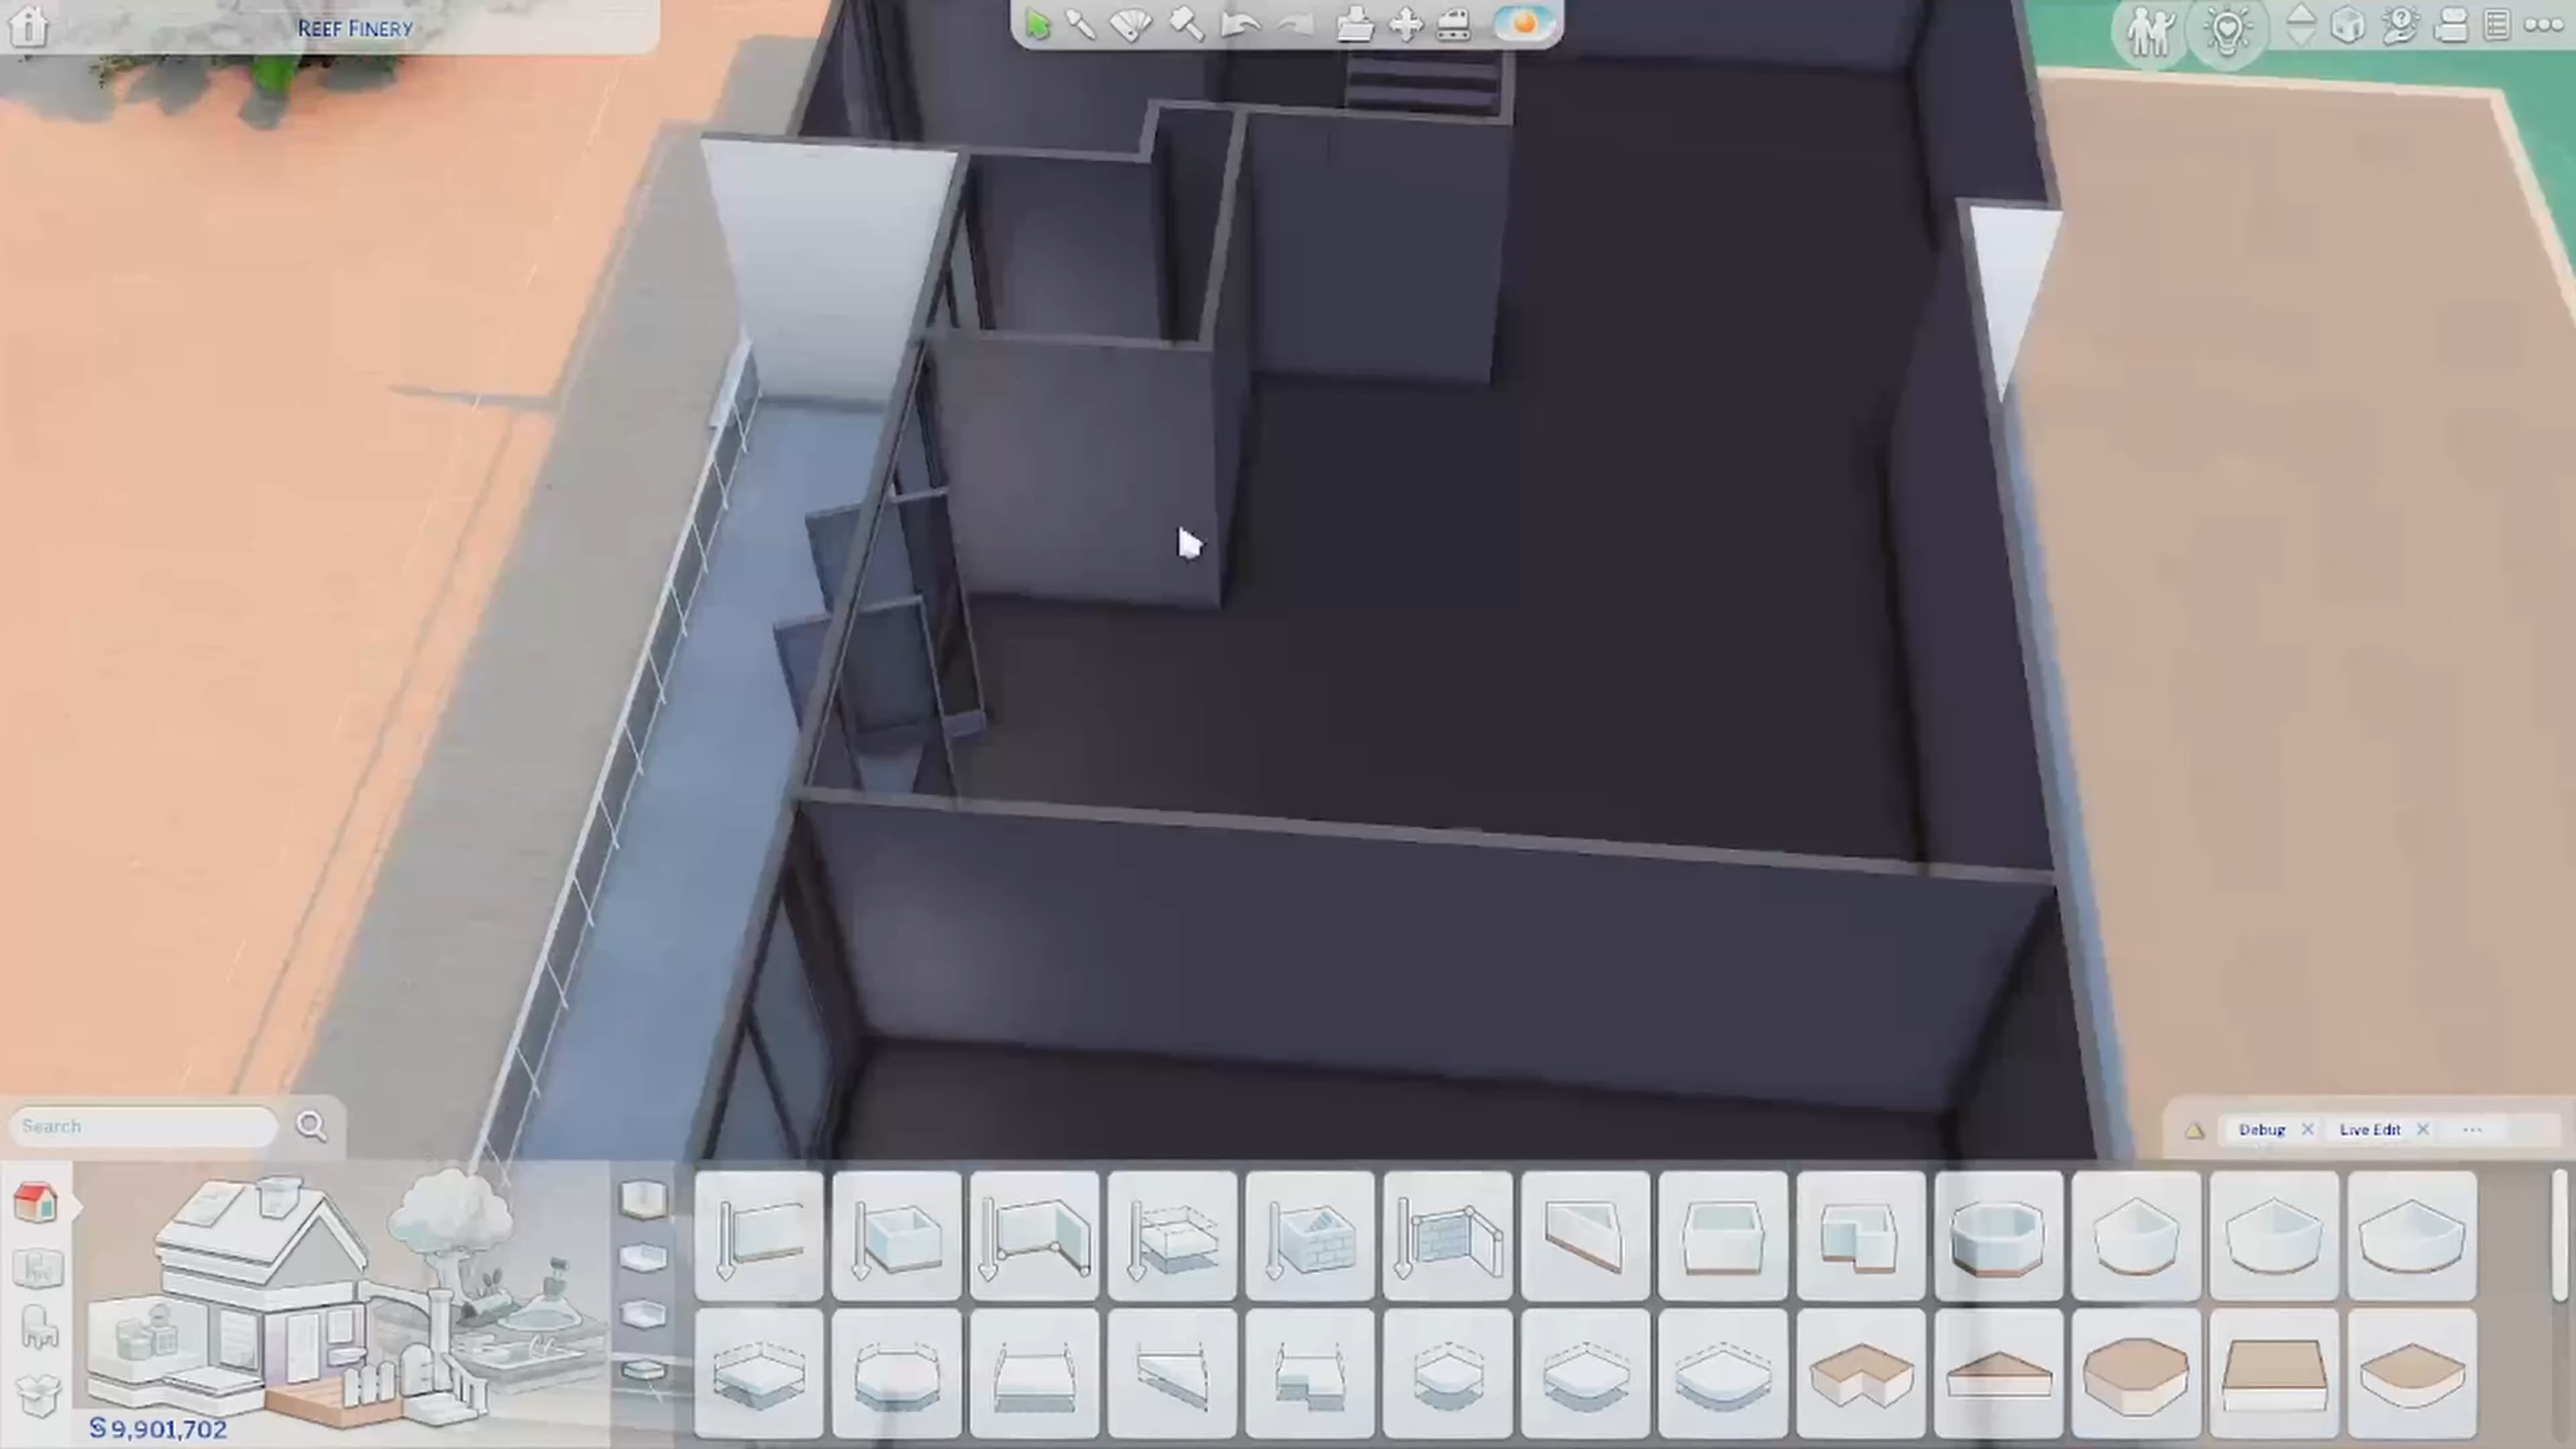 REEF FINERY
Search
Debug
Live Edit
...
§9,901,702